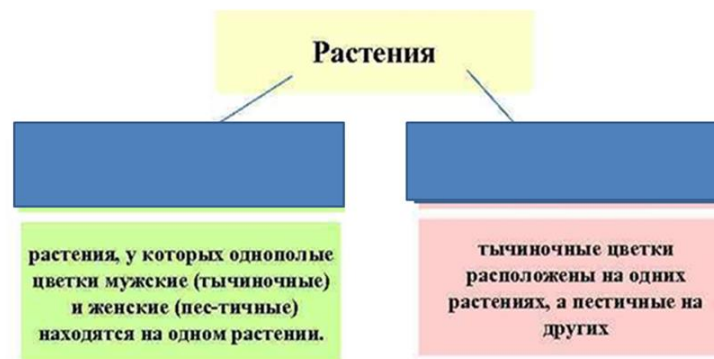 Растения
растения, у которых однополые
цветки мужские (тычиночные)
и женские (пес-тичные)
находятся на одном растении.
тычиночные цветки
расположены на одних
растениях, а пестичные на
других